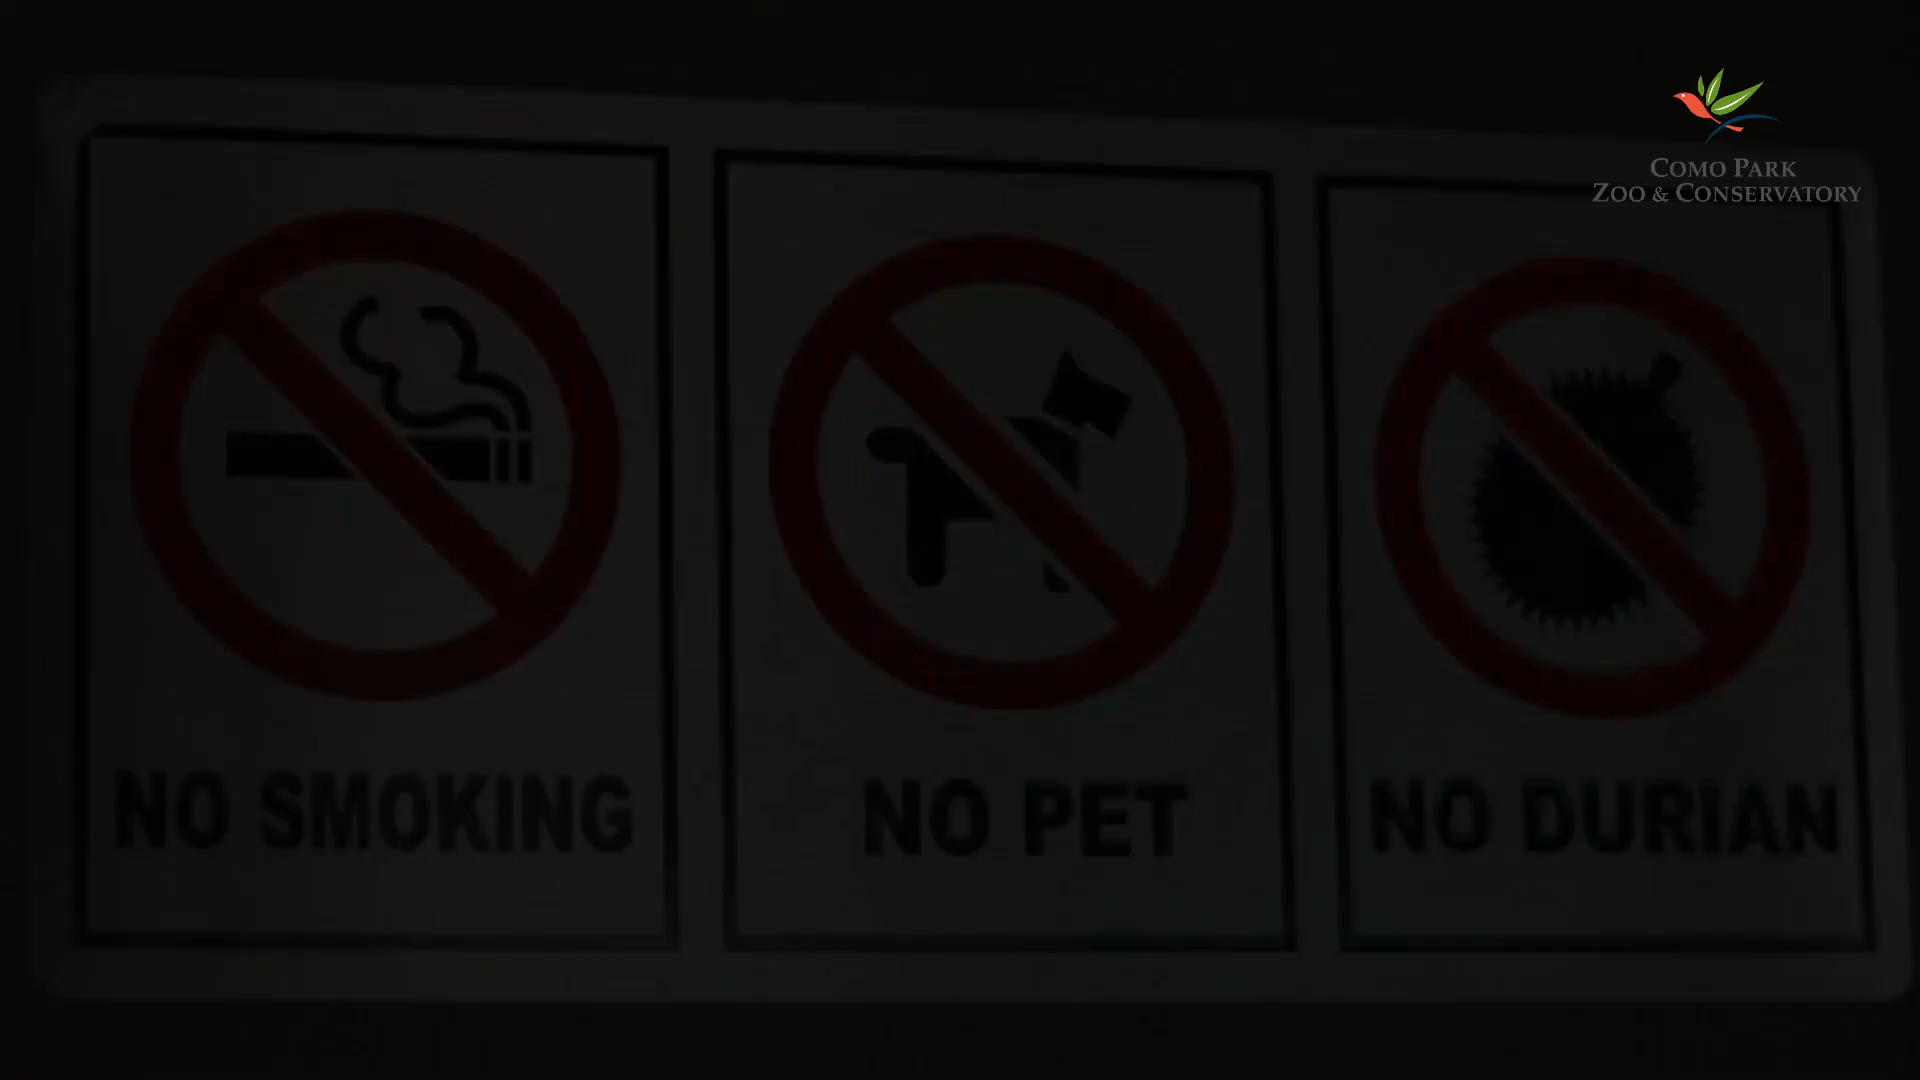 COMO PARK
ZOO & CONSERVATORY
NO SMOKING
NO PET
NO DURIAN